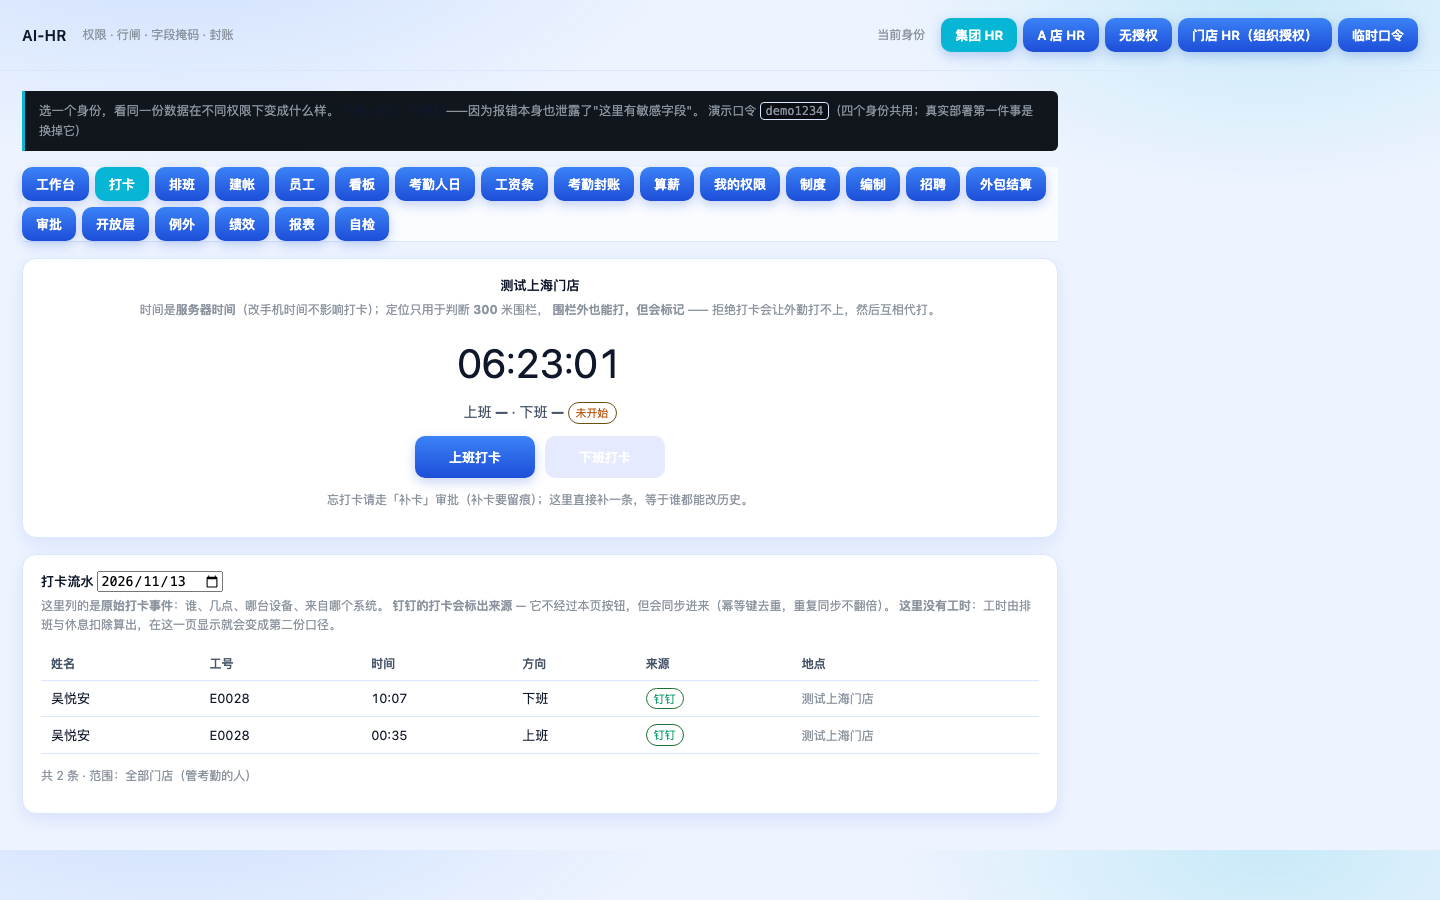 AI-HR 权限 · 行闸 · 字段掩码 · 封账 当前身份 集团 HR A 店 HR 无授权 门店 HR（组织授权） 临时口令
选一个身份，看同一份数据在不同权限下变成什么样。 ——因为报错本身也泄露了"这里有敏感字段"。 演示口令 demo1234 （四个身份共用；真实部署第一件事是
换掉它）
工作台 打卡 排班 建帐 员工 看板 考勤人日 工资条 考勤封账 算薪 我的权限 制度 编制 招聘 外包结算
审批 开放层 例外 绩效 报表 自检
测试上海门店
时间是服务器时间（改手机时间不影响打卡）；定位只用于判断 300 米围栏， 围栏外也能打，但会标记 —— 拒绝打卡会让外勤打不上，然后互相代打。
06:23:01
上班 — · 下班 — 未开始
上班打卡 下班打卡
忘打卡请走「补卡」审批（补卡要留痕）；这里直接补一条，等于谁都能改历史。
打卡流水 2026/11/13
这里列的是原始打卡事件：谁、几点、哪台设备、来自哪个系统。 钉钉的打卡会标出来源 — 它不经过本页按钮，但会同步进来（幂等键去重，重复同步不翻倍）。 这里没有工时：工时由排
班与休息扣除算出，在这一页显示就会变成第二份口径。
姓名 工号 时间 方向 来源 地点
吴悦安 E0028 10:07 下班 钉钉 测试上海门店
吴悦安 E0028 00:35 上班 钉钉 测试上海门店
共 2 条 · 范围：全部门店（管考勤的人）